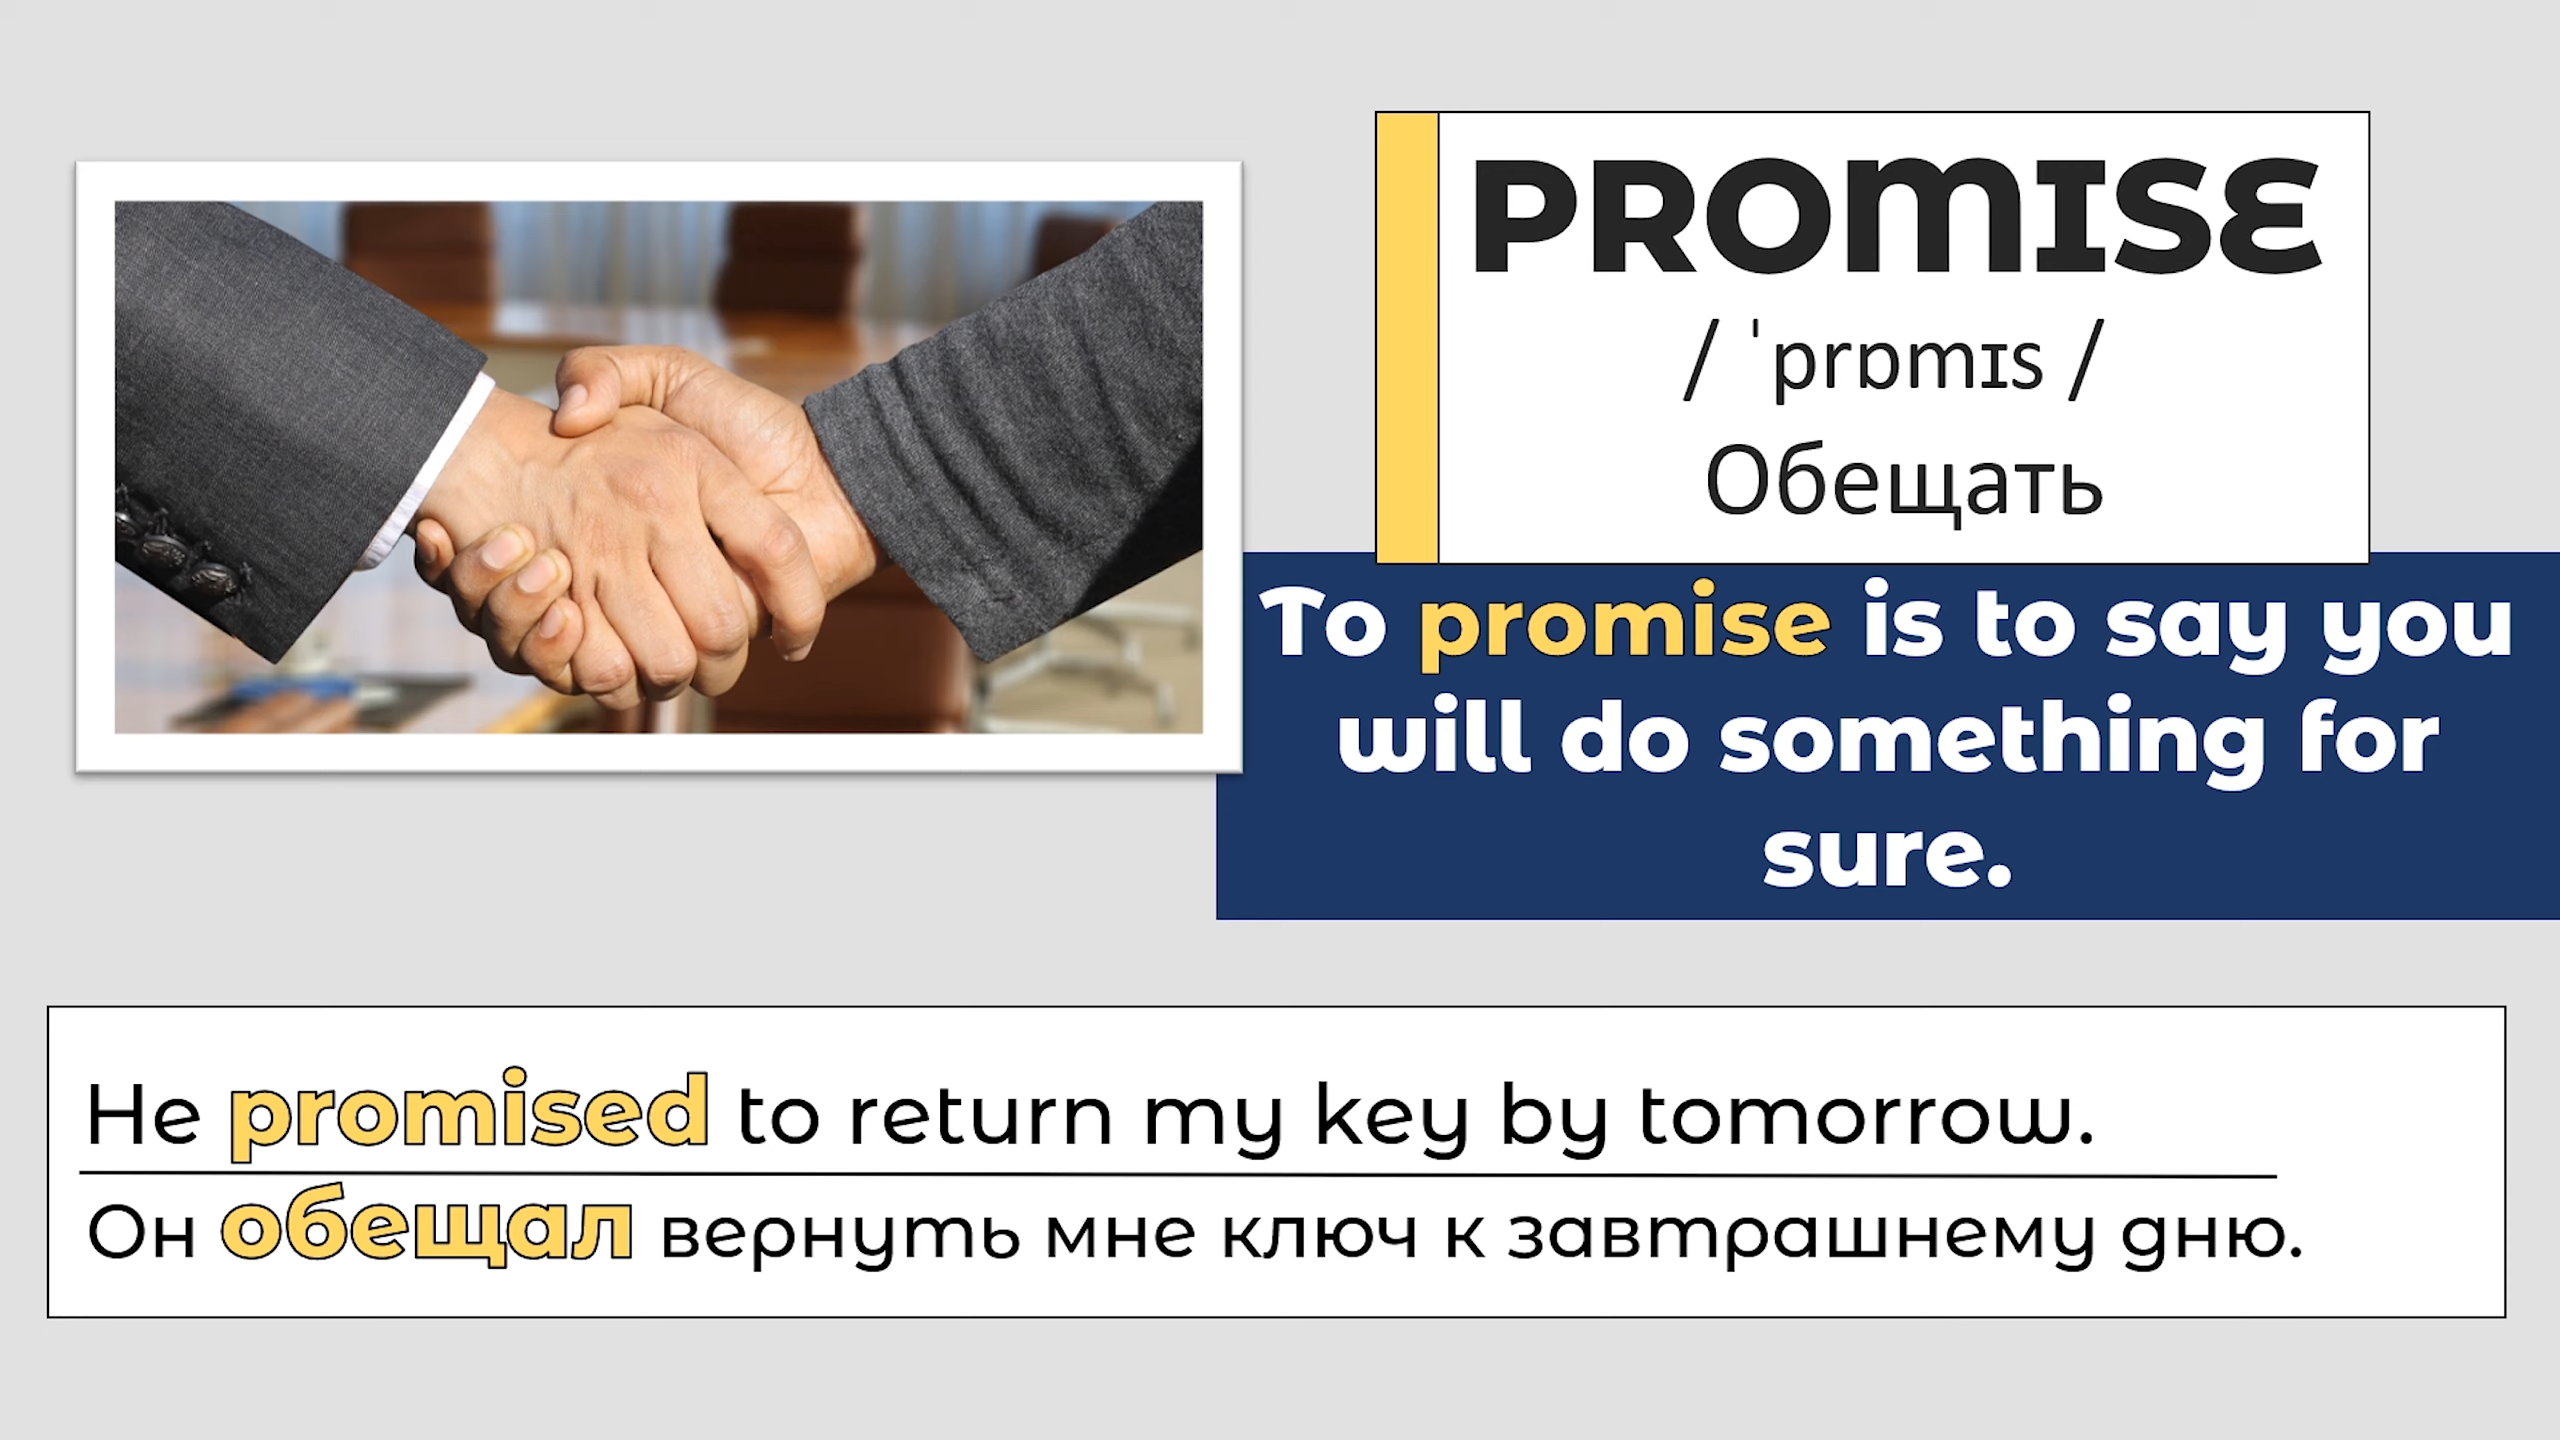 PROMISE
/ ˈprɒmɪs /
Обещать
To promise is to say you
will do something for
sure.
He promised to return my key by tomorrow.
Он обещал вернуть мне ключ к завтрашнему дню.